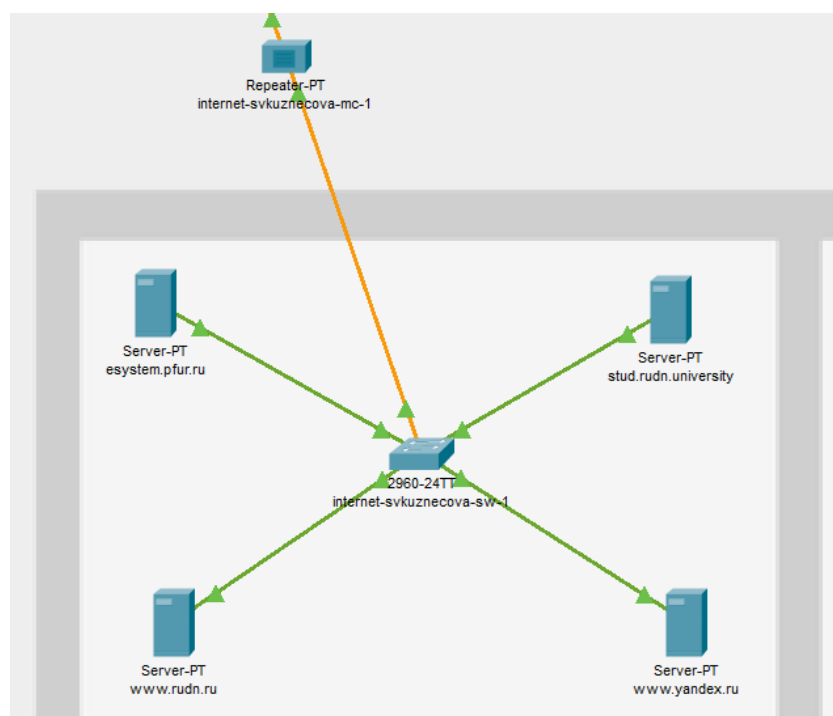 Repeater-PT
internet-svkuznecova-mc-1
Server-PT
esystem.pfur.ru
Server-PT
stud.rudn.university
2960-24TT
internet-svkuznecova-sw-1
Server-PT
www.rudn.ru
Server-PT
www.yandex.ru